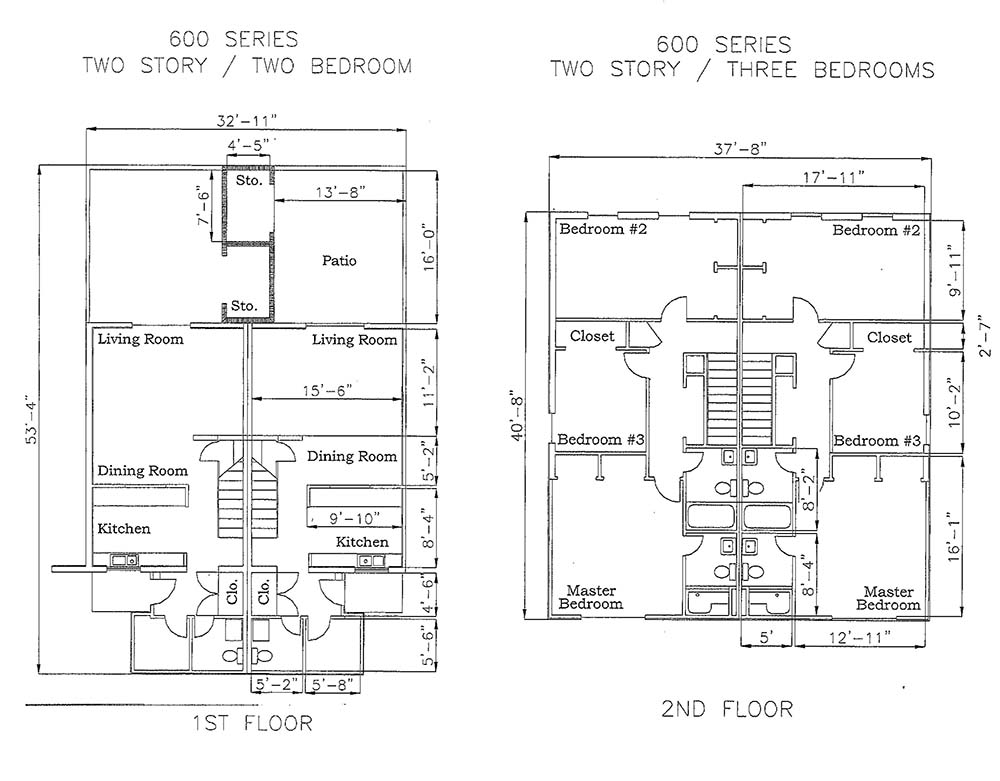 600 SERIES
TWO STORY / TWO BEDROOM
32'-11"
4'-5"
Sto.
7'-6"
13'-8"
16'-0"
Patio
Sto.
53'-4"
Living Room
Living Room
11'-2"
15'-6"
Dining Room
Dining Room
5'-2"
9'-10"
Kitchen
Kitchen
8'-4"
Clo.
Clo.
4'-6"
5'-6"
5'-2"
5'-8"
1ST FLOOR
600 SERIES
TWO STORY / THREE BEDROOMS
37'-8"
17'-11"
Bedroom #2
Bedroom #2
9'-11"
Closet
Closet
2'-7"
40'-8"
10'-2"
Bedroom #3
Bedroom #3
8'-2"
16'-1"
8'-4"
Master
Bedroom
Master
Bedroom
5'
12'-11"
2ND FLOOR